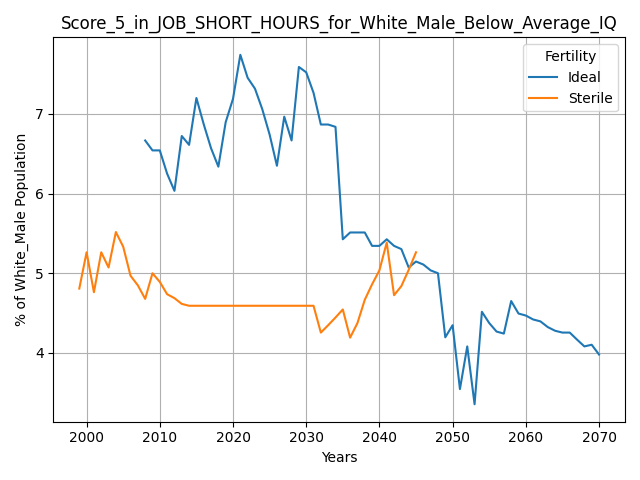 Score_5_in_JOB_SHORT_HOURS_for_White_Male_Below_Average_IQ
Fertility
Ideal
Sterile
% of White_Male Population
7
6
5
4
2000 2010 2020 2030 2040 2050 2060 2070
Years